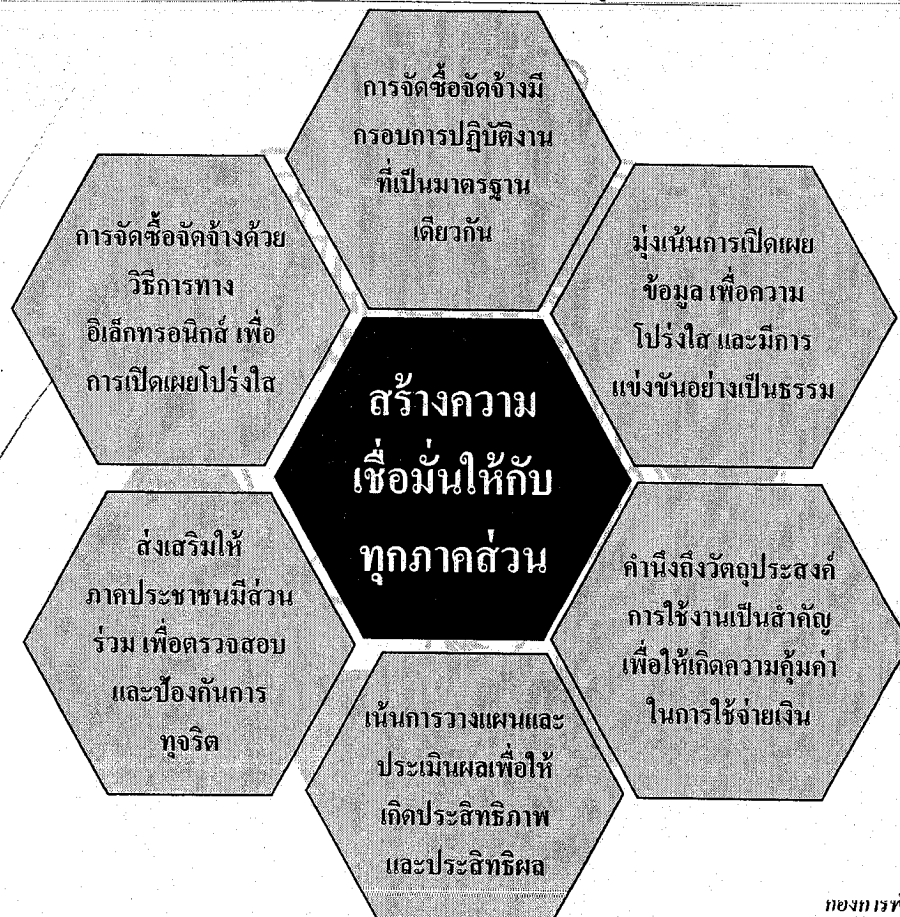 การจัดซื้อจัดจ้างมี
กรอบการปฏิบัติงาน
ที่เป็นมาตรฐาน
เดียวกัน
มุ่งเน้นการเปิดเผย
ข้อมูล เพื่อความ
โปร่งใส และมีการ
แข่งขันอย่างเป็นธรรม
คำนึงถึงวัตถุประสงค์
การใช้งานเป็นสำคัญ
เพื่อให้เกิดความคุ้มค่า
ในการใช้จ่ายเงิน
เน้นการวางแผนและ
ประเมินผลเพื่อให้
เกิดประสิทธิภาพ
และประสิทธิผล
ส่งเสริมให้
ภาคประชาชนมีส่วน
ร่วม เพื่อตรวจสอบ
และป้องกันการ
ทุจริต
การจัดซื้อจัดจ้างด้วย
วิธีการทาง
อิเล็กทรอนิกส์ เพื่อ
การเปิดเผยโปร่งใส
สร้างความ
เชื่อมั่นให้กับ
ทุกภาคส่วน